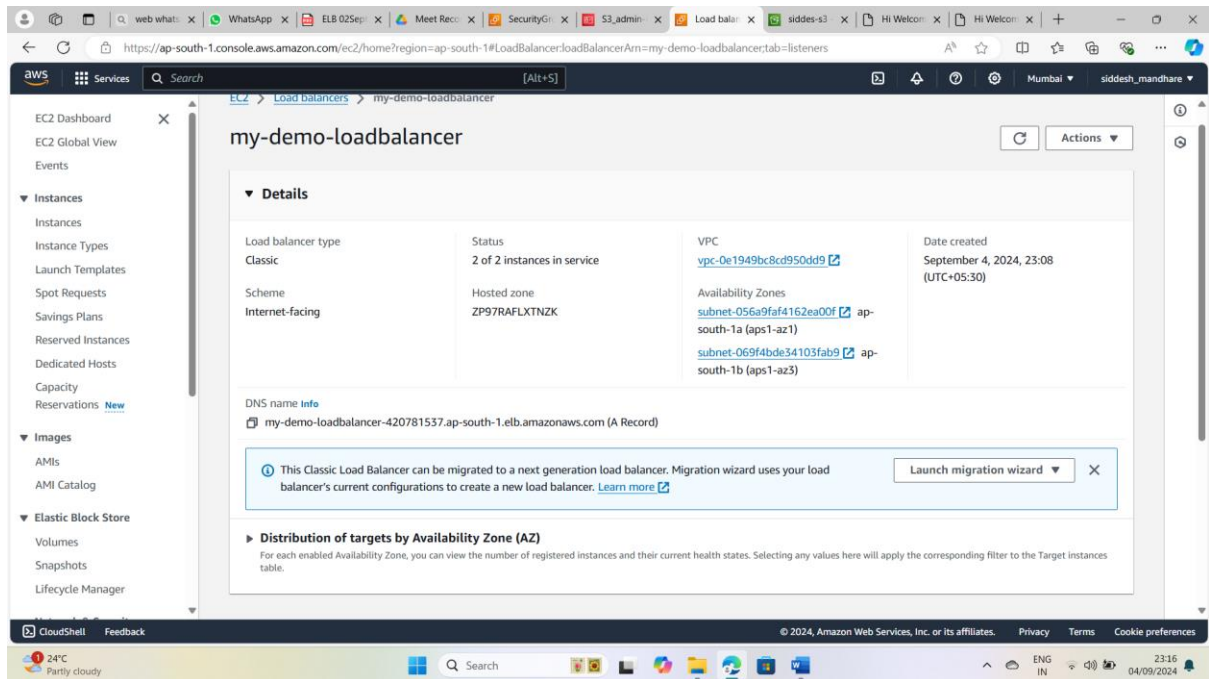 web whats
WhatsApp
ELB 02Sep
Meet Reco
SecurityGr
S3_admin
Load balan
siddes-s3
Hi Welcom
Hi Welcom
https://ap-south-1.console.aws.amazon.com/ec2/home?region=ap-south-1#LoadBalancer:loadBalancerArn=my-demo-loadbalancer;tab=listeners
aws
Services
Search
[Alt+S]
Mumbai
siddesh_mandhare
EC2 Dashboard
EC2 Global View
Events
Instances
Instances
Instance Types
Launch Templates
Spot Requests
Savings Plans
Reserved Instances
Dedicated Hosts
Capacity
Reservations New
Images
AMIs
AMI Catalog
Elastic Block Store
Volumes
Snapshots
Lifecycle Manager
EC2 > Load balancers > my-demo-loadbalancer
my-demo-loadbalancer
Actions
Details
Load balancer type
Classic
Status
2 of 2 instances in service
VPC
vpc-0e1949bc8cd950dd9
Date created
September 4, 2024, 23:08
(UTC+05:30)
Scheme
Internet-facing
Hosted zone
ZP97RAFLXTNZK
Availability Zones
subnet-056a9faf4162ea00f ap-
south-1a (aps1-az1)
subnet-069f4bde34103fab9 ap-
south-1b (aps1-az3)
DNS name Info
my-demo-loadbalancer-420781537.ap-south-1.elb.amazonaws.com (A Record)
This Classic Load Balancer can be migrated to a next generation load balancer. Migration wizard uses your load
balancer's current configurations to create a new load balancer. Learn more
Launch migration wizard
Distribution of targets by Availability Zone (AZ)
For each enabled Availability Zone, you can view the number of registered instances and their current health states. Selecting any values here will apply the corresponding filter to the Target instances
table.
CloudShell Feedback
© 2024, Amazon Web Services, Inc. or its affiliates. Privacy Terms Cookie preferences
1
24°C
Partly cloudy
Search
ENG
IN
23:16
04/09/2024